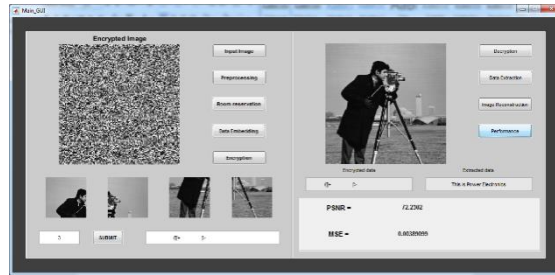 Main_GUI
Encrypted Image
Input Image
Preprocessing
Room reservation
Data Embedding
Encryption
SUBMIT
Decryption
Data Extraction
Image Reconstruction
Performance
Encrypted data
Extracted data
This is Power Electronics
PSNR =
72.2302
MSE =
0.00389099